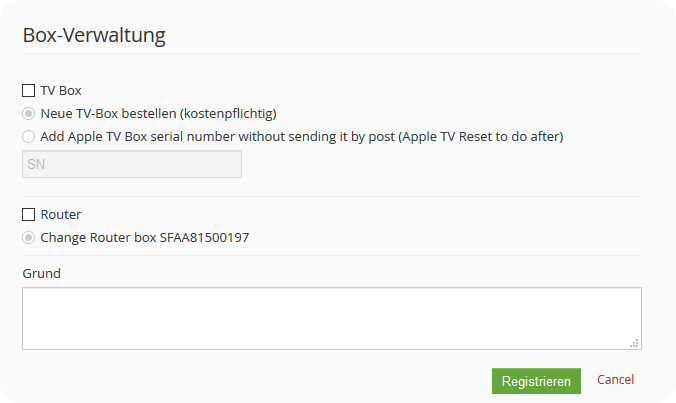 Box-Verwaltung
TV Box
Neue TV-Box bestellen (kostenpflichtig)
Add Apple TV Box serial number without sending it by post (Apple TV Reset to do after)
SN
Router
Change Router box SFAA81500197
Grund
Registrieren Cancel